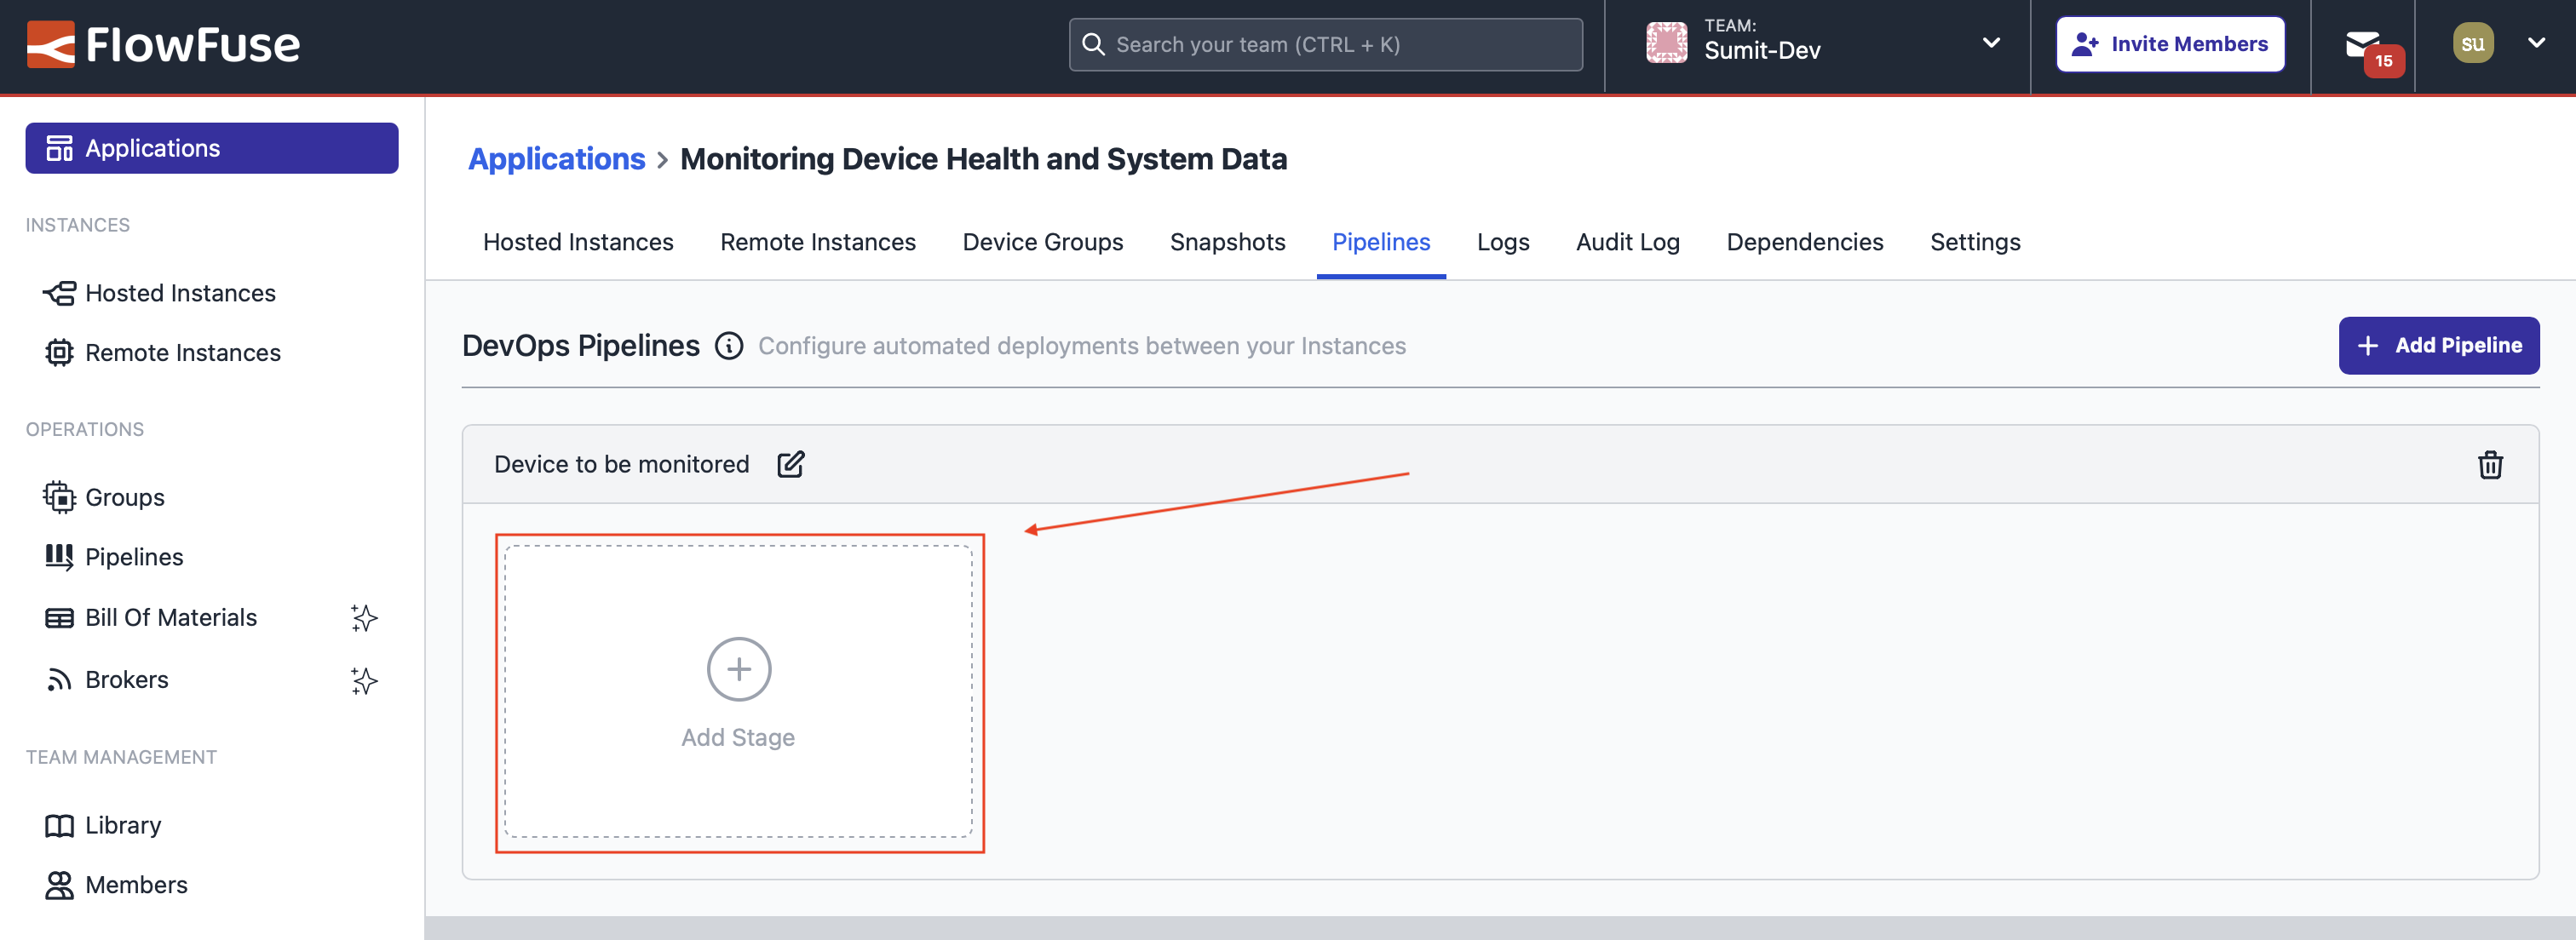 FlowFuse
Search your team (CTRL + K)
TEAM:
Sumit-Dev
Invite Members
15
su
Applications
INSTANCES
Hosted Instances
Remote Instances
OPERATIONS
Groups
Pipelines
Bill Of Materials
Brokers
TEAM MANAGEMENT
Library
Members
Applications > Monitoring Device Health and System Data
Hosted Instances Remote Instances Device Groups Snapshots Pipelines Logs Audit Log Dependencies Settings
DevOps Pipelines Configure automated deployments between your Instances
+ Add Pipeline
Device to be monitored
Add Stage